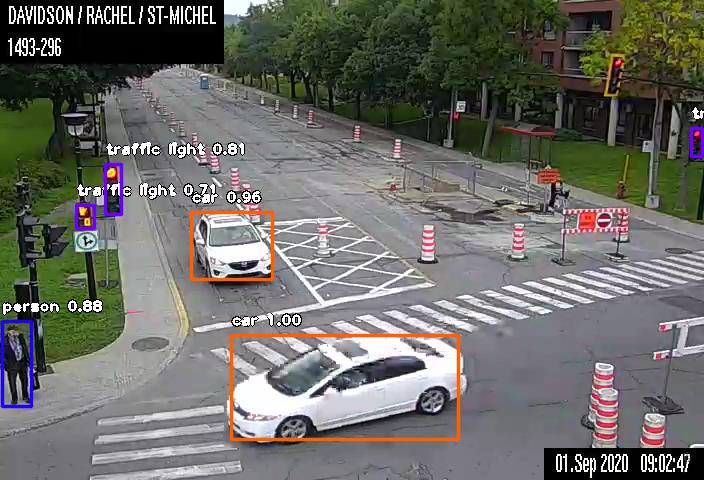 DAVIDSON / RACHEL / ST-MICHEL
1493-296
traffic light 0.81
tr
traffic light 0.71
car 0.96
person 0.88
car 1.00
01.Sep 2020 09:02:47